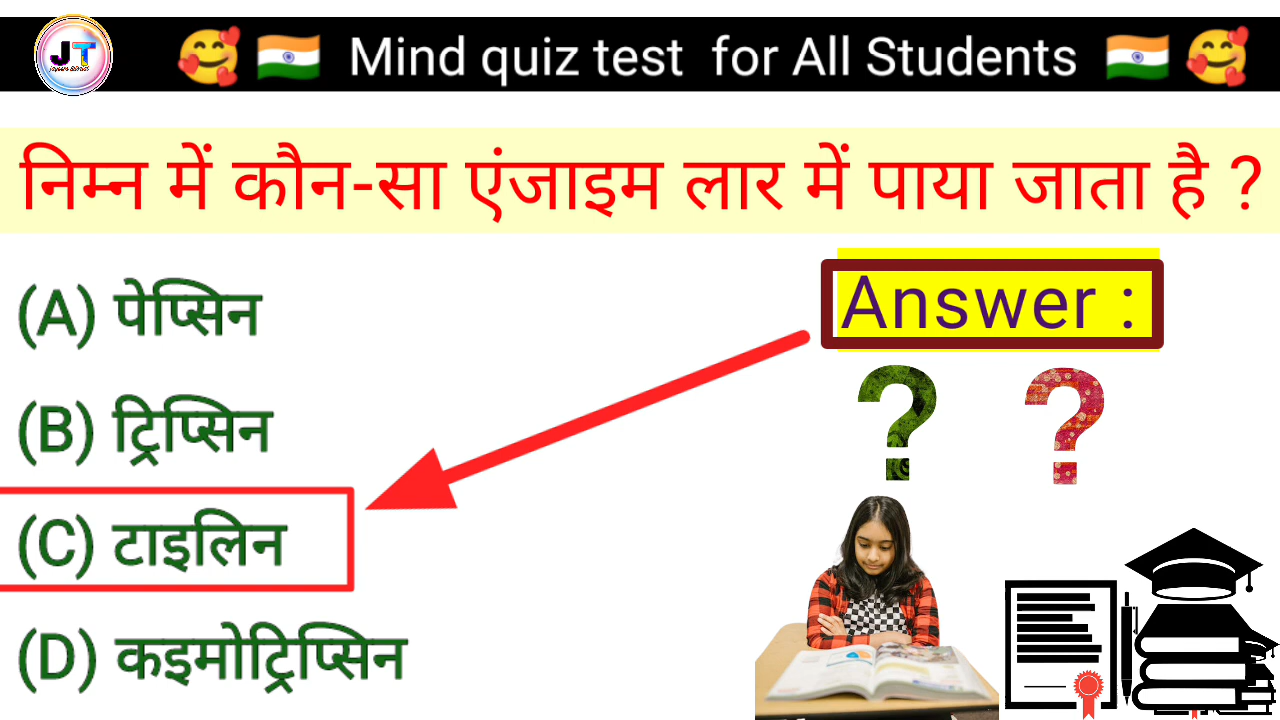 JT
Mind quiz test for All Students
निम्न में कौन-सा एंजाइम लार में पाया जाता है ?
Answer :
(A) पेप्सिन
? ?
(B) ट्रिप्सिन
(C) टाइलिन
(D) कइमोट्रिप्सिन